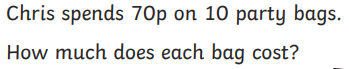 Chris spends 70p on 10 party bags.
How much does each bag cost?